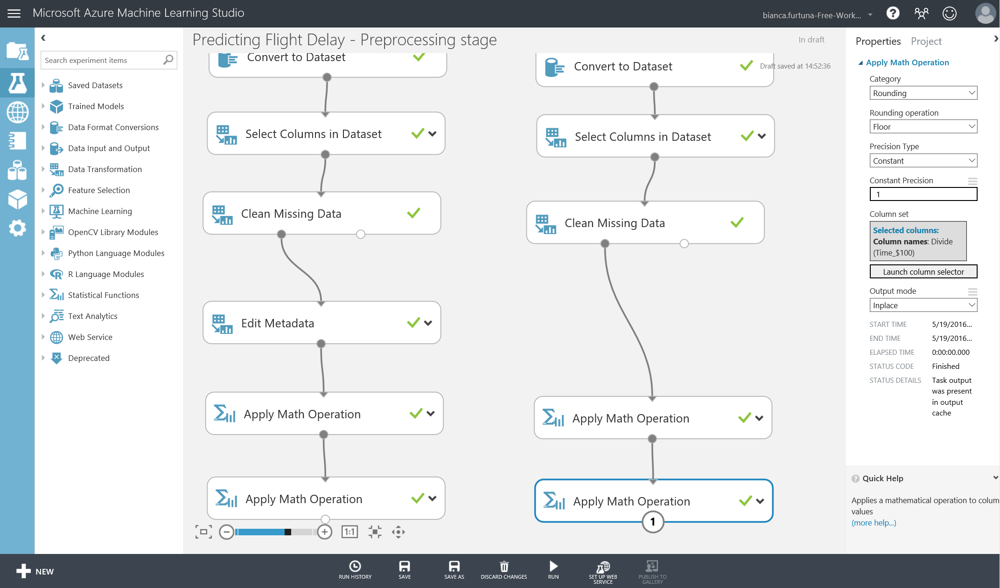 Microsoft Azure Machine Learning Studio
bianca.furtuna-Free-Work...
Search experiment items
Saved Datasets
Trained Models
Data Format Conversions
Data Input and Output
Data Transformation
Feature Selection
Machine Learning
OpenCV Library Modules
Python Language Modules
R Language Modules
Statistical Functions
Text Analytics
Web Service
Deprecated
Predicting Flight Delay - Preprocessing stage
In draft
Draft saved at 14:52:36
Convert to Dataset
Select Columns in Dataset
Clean Missing Data
Edit Metadata
Apply Math Operation
Apply Math Operation
Convert to Dataset
Select Columns in Dataset
Clean Missing Data
Apply Math Operation
Apply Math Operation
1
1:1
Properties Project
Apply Math Operation
Category
Rounding
Rounding operation
Floor
Precision Type
Constant
Constant Precision
1
Column set
Selected columns:
Column names: Divide
(Time_$100)
Launch column selector
Output mode
Inplace
START TIME 5/19/2016...
END TIME 5/19/2016...
ELAPSED TIME 0:00:00.000
STATUS CODE Finished
STATUS DETAILS Task output
was present
in output
cache
Quick Help
Applies a mathematical operation to colum
values
(more help...)
NEW
RUN HISTORY
SAVE
SAVE AS
DISCARD CHANGES
RUN
SET UP WEB
SERVICE
PUBLISH TO
GALLERY